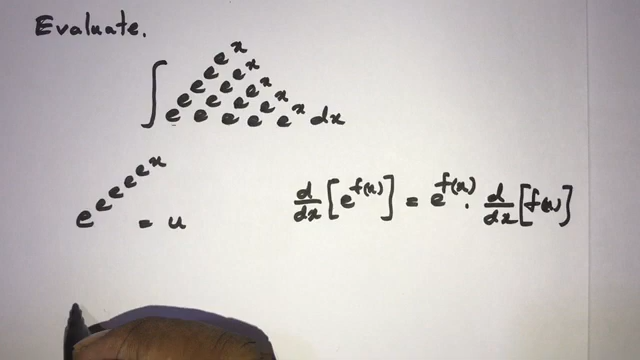 Evaluate.
∫ e^{e^{e^{e^{e^x}}}} e^{e^{e^{e^x}}} e^{e^{e^x}} e^{e^x} e^x dx
e^{e^{e^{e^{e^x}}}} = u
d/dx [e^{f(x)}] = e^{f(x)} · d/dx [f(x)]